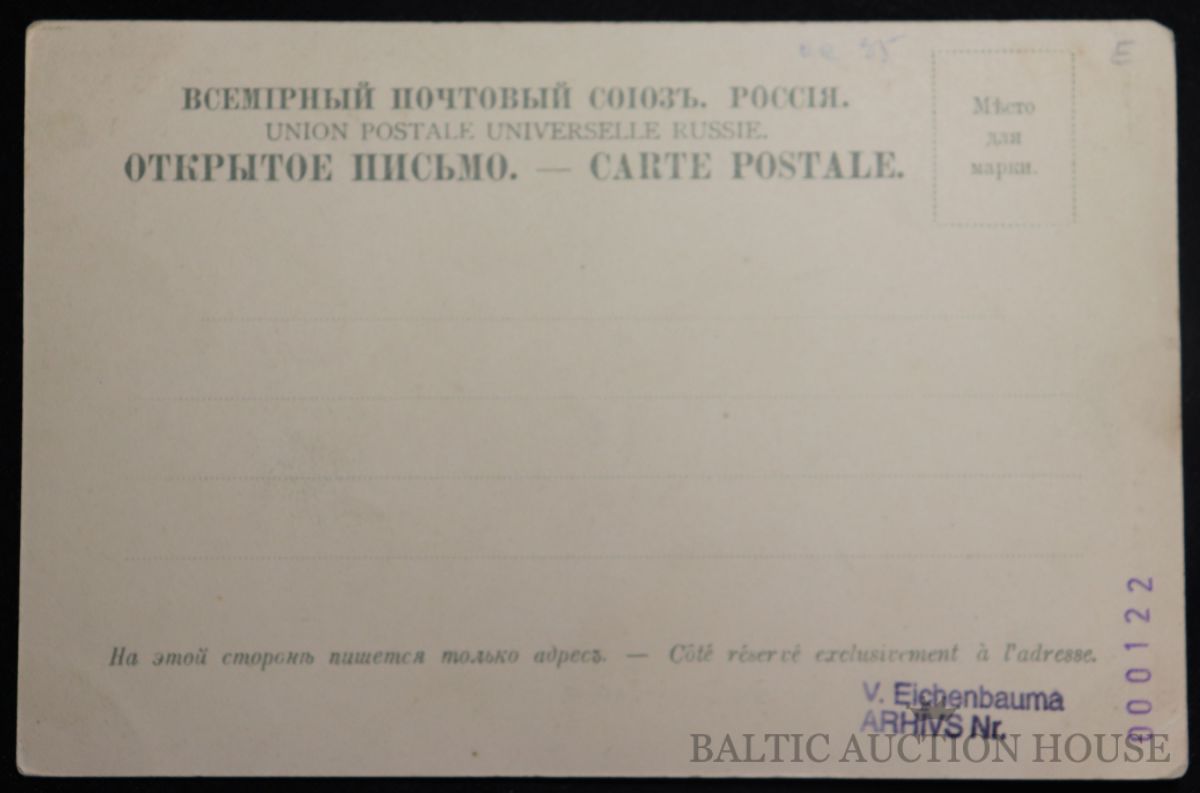 ВСЕМІРНЫЙ ПОЧТОВЫЙ СОЮЗЪ. РОССІЯ.
UNION POSTALE UNIVERSELLE RUSSIE.
ОТКРЫТОЕ ПИСЬМО. — CARTE POSTALE.
Мѣсто
для
марки.
E
На этой сторонѣ пишется только адресъ. — Côté réservé exclusivement à l'adresse.
V. Eichenbauma
ARHIVS Nr.
000122
BALTIC AUCTION HOUSE